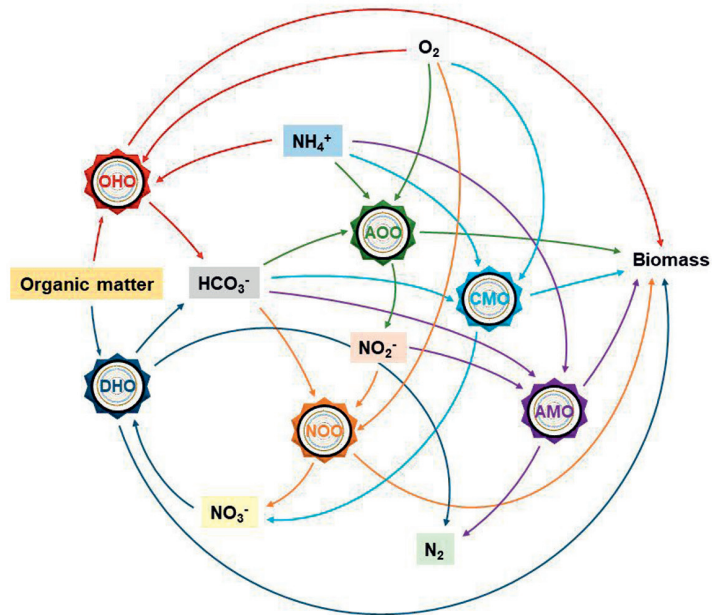 O₂
NH₄⁺
OHO
AOO
Biomass
Organic matter
HCO₃⁻
CMO
NO₂⁻
DHO
AMO
NOO
NO₃⁻
N₂